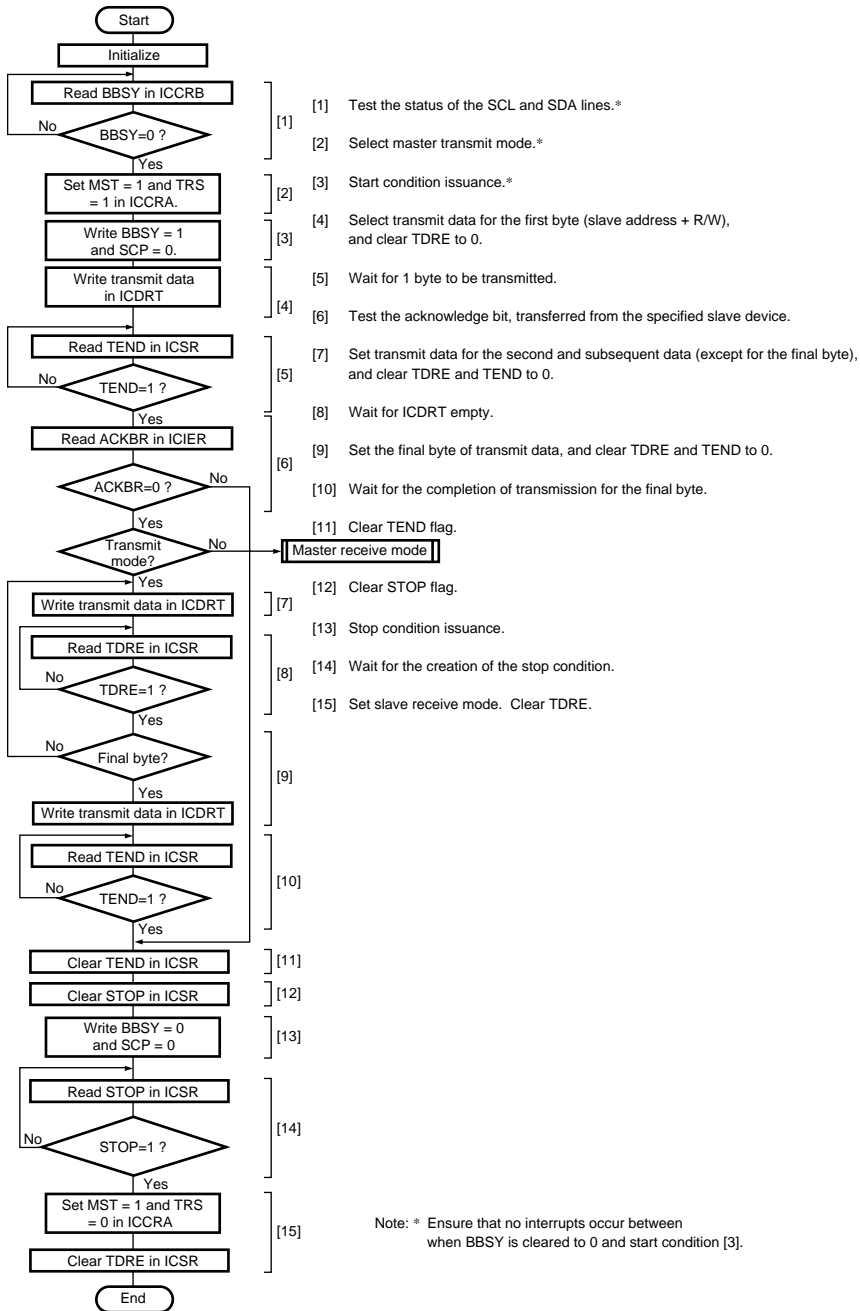 Start
Initialize
Read BBSY in ICCRB
BBSY=0 ?
No
Yes
[1]
Set MST = 1 and TRS
= 1 in ICCRA.
[2]
Write BBSY = 1
and SCP = 0.
[3]
Write transmit data
in ICDRT
[4]
Read TEND in ICSR
No
TEND=1 ?
Yes
[5]
Read ACKBR in ICIER
ACKBR=0 ?
No
Yes
[6]
Transmit
mode?
No
Master receive mode
Yes
Write transmit data in ICDRT
[7]
Read TDRE in ICSR
No
TDRE=1 ?
Yes
[8]
No
Final byte?
Yes
Write transmit data in ICDRT
[9]
Read TEND in ICSR
No
TEND=1 ?
Yes
[10]
Clear TEND in ICSR
[11]
Clear STOP in ICSR
[12]
Write BBSY = 0
and SCP = 0
[13]
Read STOP in ICSR
No
STOP=1 ?
Yes
[14]
Set MST = 1 and TRS
= 0 in ICCRA
Clear TDRE in ICSR
[15]
End
[1] Test the status of the SCL and SDA lines.*
[2] Select master transmit mode.*
[3] Start condition issuance.*
[4] Select transmit data for the first byte (slave address + R/W),
and clear TDRE to 0.
[5] Wait for 1 byte to be transmitted.
[6] Test the acknowledge bit, transferred from the specified slave device.
[7] Set transmit data for the second and subsequent data (except for the final byte),
and clear TDRE and TEND to 0.
[8] Wait for ICDRT empty.
[9] Set the final byte of transmit data, and clear TDRE and TEND to 0.
[10] Wait for the completion of transmission for the final byte.
[11] Clear TEND flag.
[12] Clear STOP flag.
[13] Stop condition issuance.
[14] Wait for the creation of the stop condition.
[15] Set slave receive mode. Clear TDRE.
Note: * Ensure that no interrupts occur between
when BBSY is cleared to 0 and start condition [3].